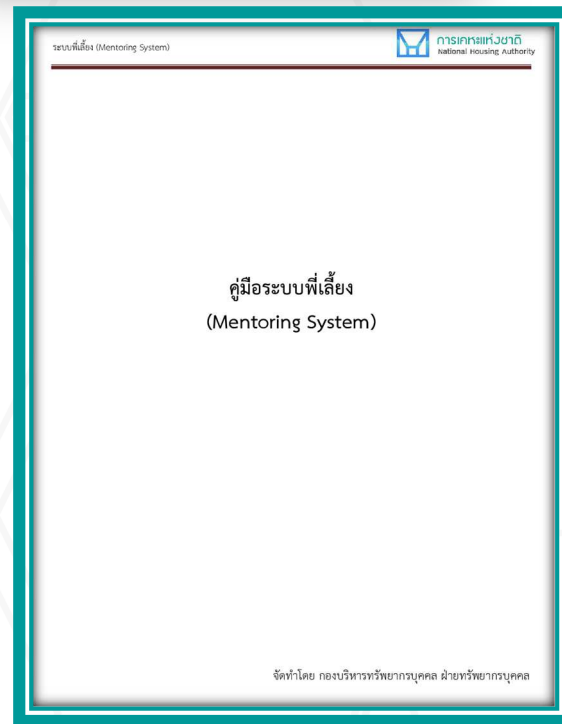 ระบบพี่เลี้ยง (Mentoring System)
การเคหะแห่งชาติ
National Housing Authority
คู่มือระบบพี่เลี้ยง
(Mentoring System)
จัดทำโดย กองบริหารทรัพยากรบุคคล ฝ่ายทรัพยากรบุคคล